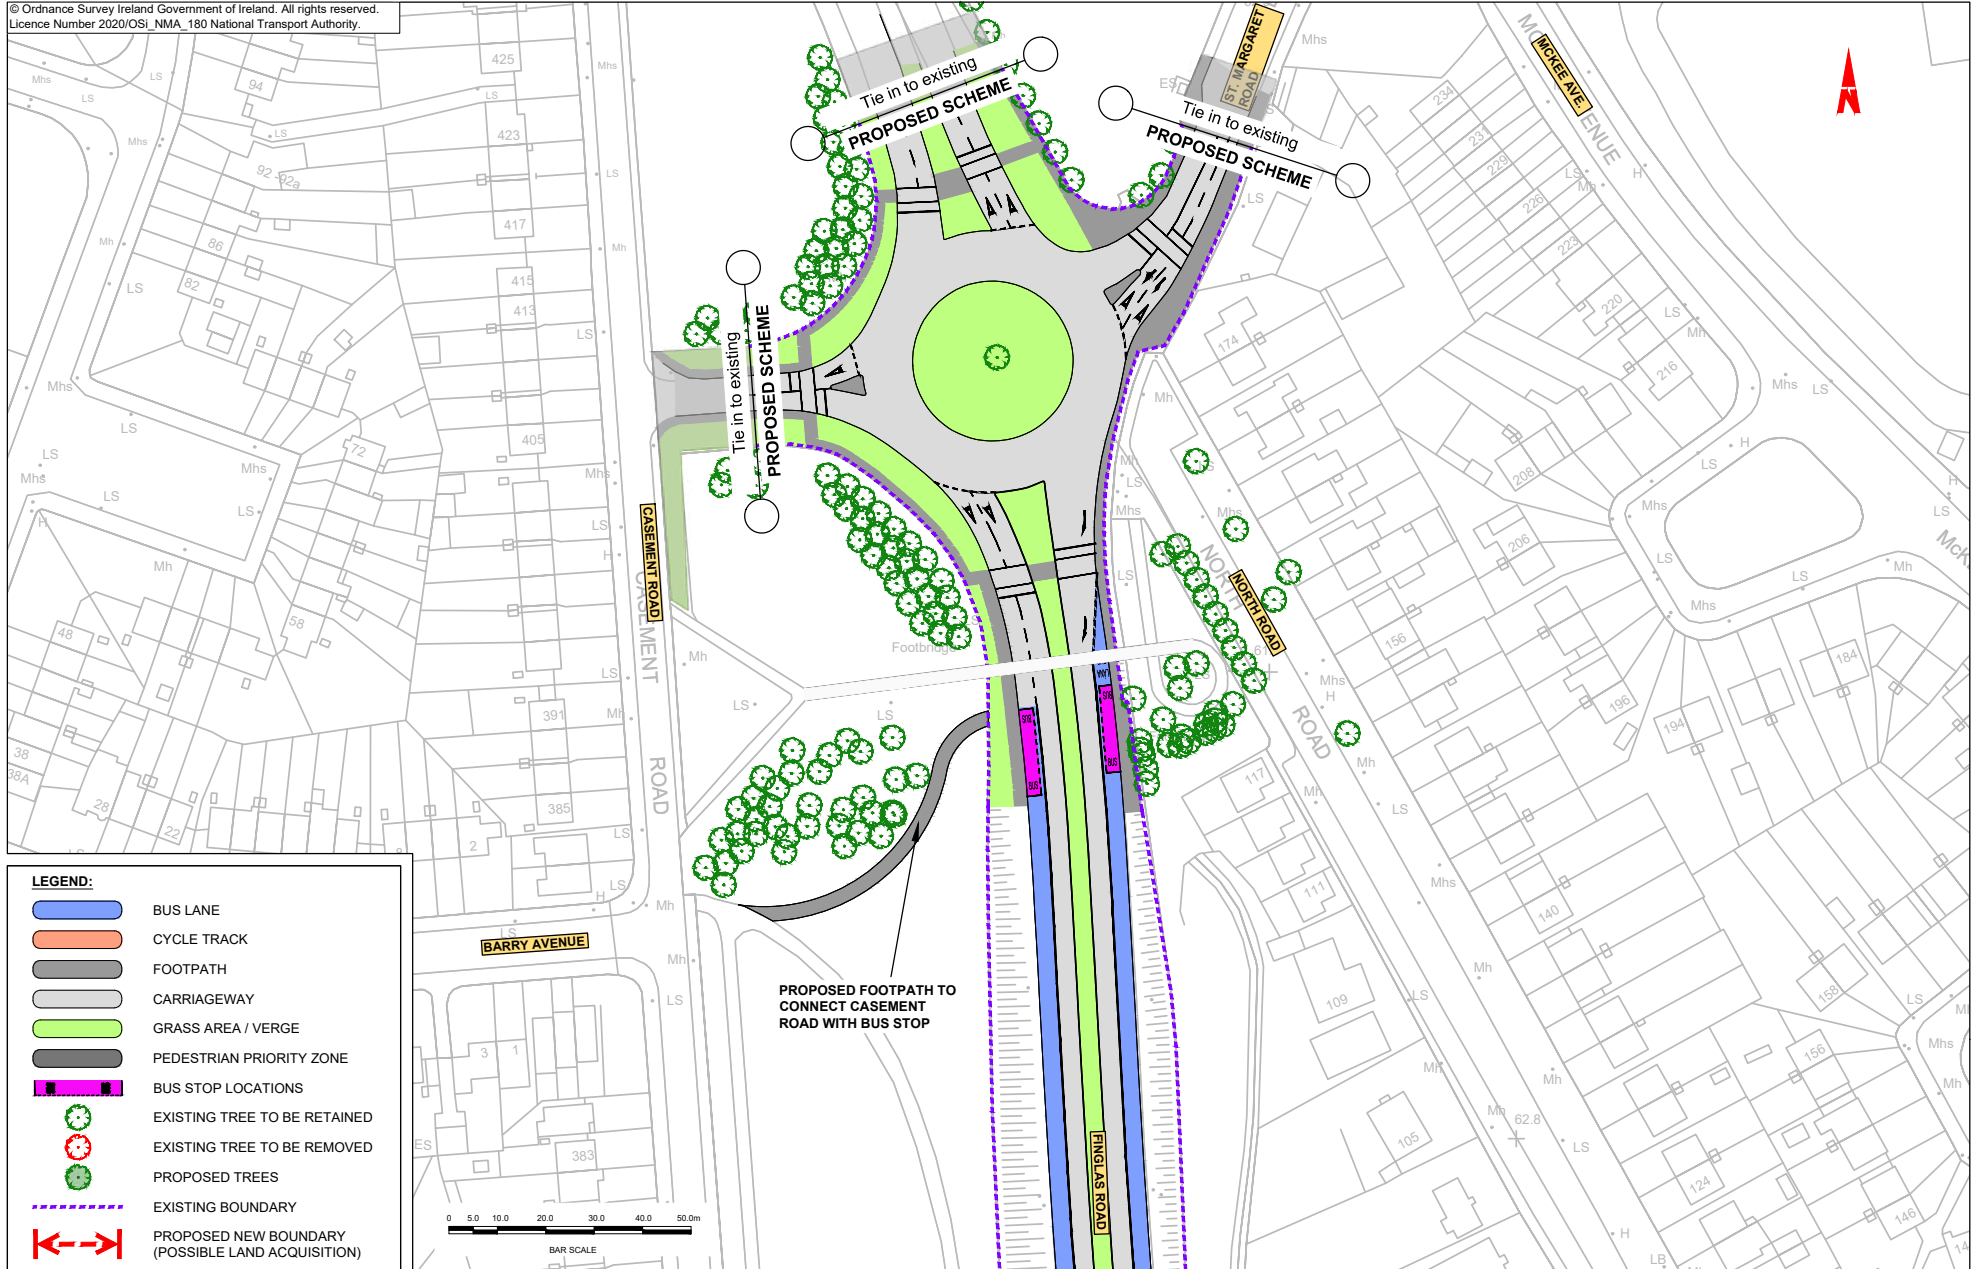 © Ordnance Survey Ireland Government of Ireland. All rights reserved.
Licence Number 2020/OSi_NMA_180 National Transport Authority.
Tie in to existing
PROPOSED SCHEME
Tie in to existing
PROPOSED SCHEME
Tie in to existing
PROPOSED SCHEME
ST. MARGARET
ROAD
MCKEE AVE.
ENUE
CASEMENT ROAD
CASEMENT
ROAD
NORTH ROAD
NORTH
ROAD
Footbridge
BARRY AVENUE
FINGLAS ROAD
PROPOSED FOOTPATH TO
CONNECT CASEMENT
ROAD WITH BUS STOP
BUS
BUS
BUS
BUS
LANE
425
423
417
415
413
405
391
385
383
94
92 -92a
86
82
72
58
48
38
38A
28
22
2
3
1
234
231
229
226
223
220
216
208
206
196
194
184
174
156
140
158
156
146
124
117
111
109
105
62.8
LEGEND:
BUS LANE
CYCLE TRACK
FOOTPATH
CARRIAGEWAY
GRASS AREA / VERGE
PEDESTRIAN PRIORITY ZONE
BUS STOP LOCATIONS
EXISTING TREE TO BE RETAINED
EXISTING TREE TO BE REMOVED
PROPOSED TREES
EXISTING BOUNDARY
PROPOSED NEW BOUNDARY
(POSSIBLE LAND ACQUISITION)
0 5.0 10.0 20.0 30.0 40.0 50.0m
BAR SCALE
N